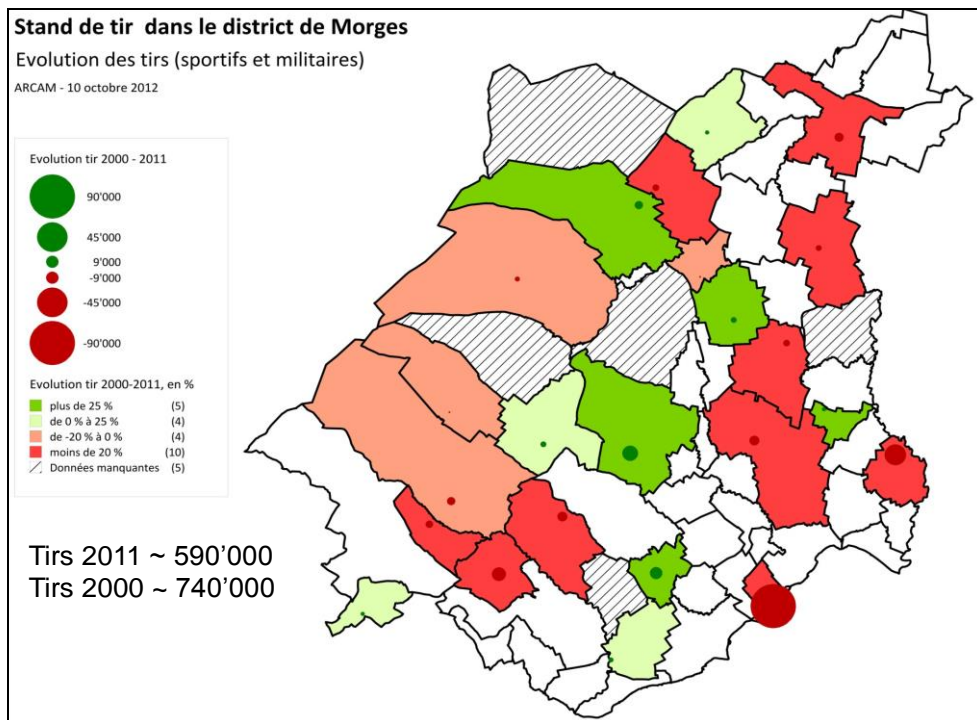 Stand de tir dans le district de Morges
Evolution des tirs (sportifs et militaires)
ARCAM - 10 octobre 2012
Evolution tir 2000 - 2011
90'000
45'000
9'000
-9'000
-45'000
-90'000
Evolution tir 2000-2011, en %
plus de 25 % (5)
de 0 % à 25 % (4)
de -20 % à 0 % (4)
moins de 20 % (10)
Données manquantes (5)
Tirs 2011 ~ 590’000
Tirs 2000 ~ 740’000